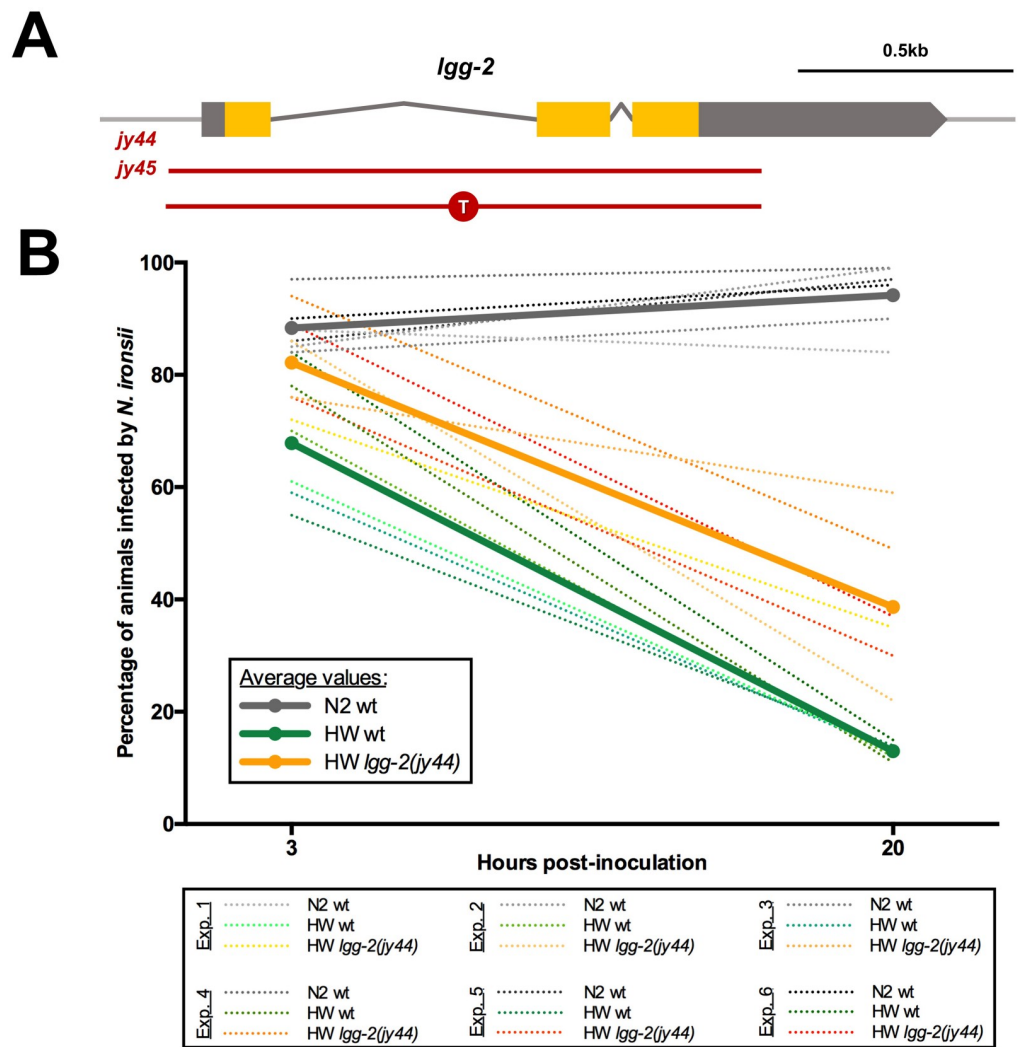 A
lgg-2
0.5kb
jy44
jy45
T
B
100
80
60
40
20
0
Percentage of animals infected by N. ironsii
Average values:
N2 wt
HW wt
HW lgg-2(jy44)
3
20
Hours post-inoculation
Exp. 1
N2 wt
HW wt
HW lgg-2(jy44)
Exp. 2
N2 wt
HW wt
HW lgg-2(jy44)
Exp. 3
N2 wt
HW wt
HW lgg-2(jy44)
Exp. 4
N2 wt
HW wt
HW lgg-2(jy44)
Exp. 5
N2 wt
HW wt
HW lgg-2(jy44)
Exp. 6
N2 wt
HW wt
HW lgg-2(jy44)